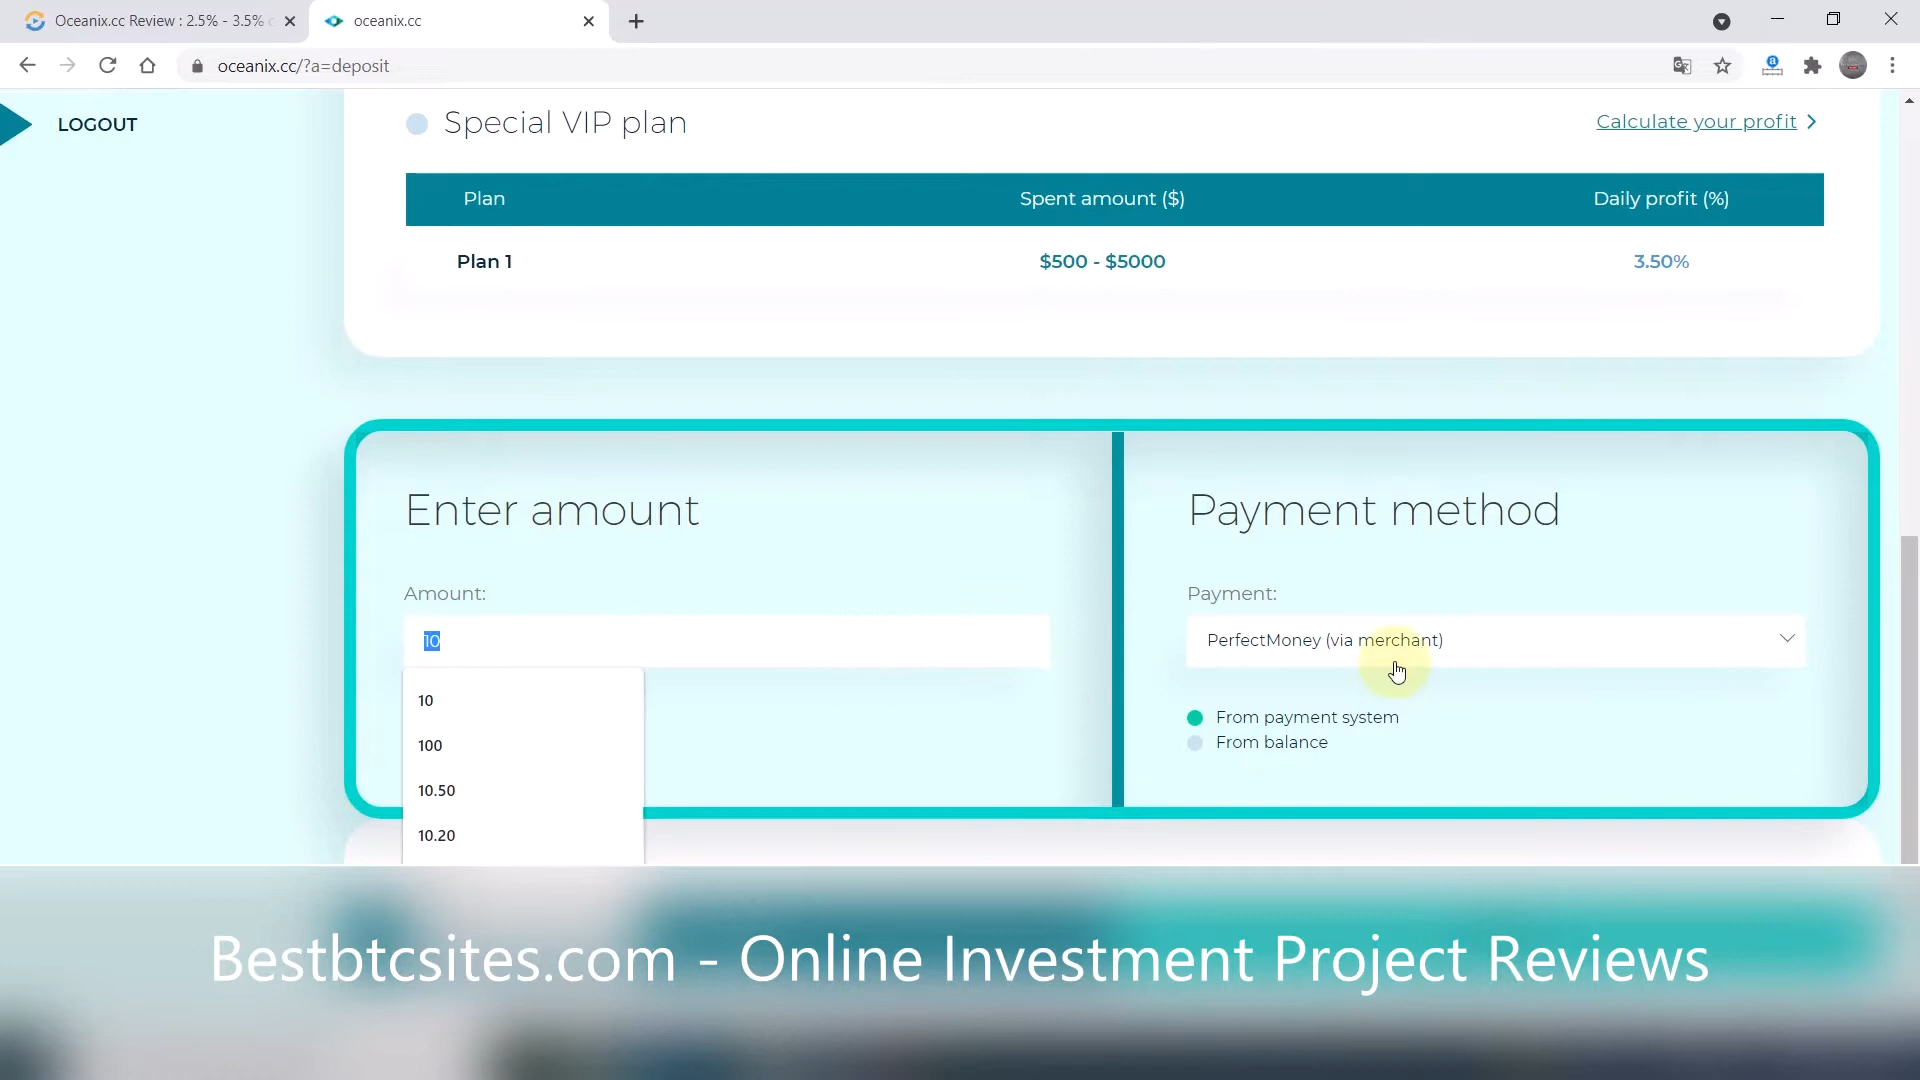 Oceanix.cc Review : 2.5% - 3.5%
oceanix.cc
oceanix.cc/?a=deposit
LOGOUT
Special VIP plan
Calculate your profit
Plan Spent amount ($) Daily profit (%)
Plan 1 $500 - $5000 3.50%
Enter amount
Payment method
Amount:
Payment:
10
PerfectMoney (via merchant)
10
100
10.50
10.20
From payment system
From balance
Bestbtcsites.com - Online Investment Project Reviews